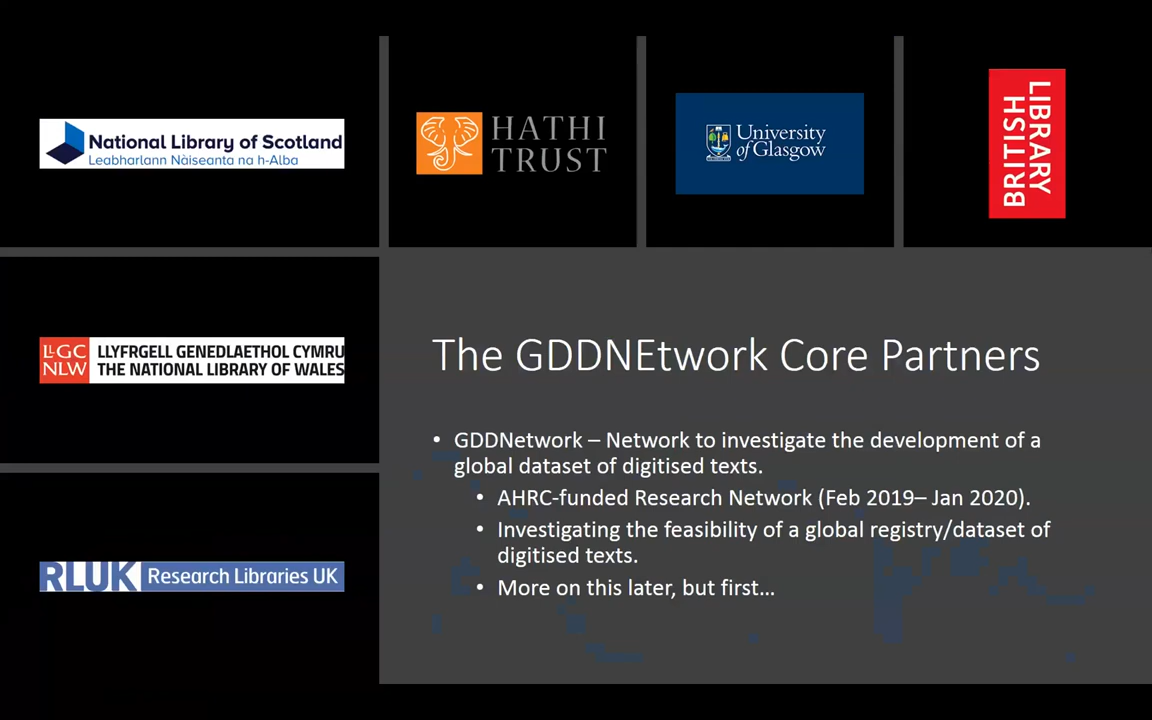 National Library of Scotland
Leabharlann Nàiseanta na h-Alba
HATHI
TRUST
University
of Glasgow
BRITISH
LIBRARY
LLGC
NLW
LLYFRGELL GENEDLAETHOL CYMRU
THE NATIONAL LIBRARY OF WALES
The GDDNEtwork Core Partners
• GDDNetwork – Network to investigate the development of a
global dataset of digitised texts.
• AHRC-funded Research Network (Feb 2019– Jan 2020).
• Investigating the feasibility of a global registry/dataset of
digitised texts.
• More on this later, but first…
RLUK Research Libraries UK